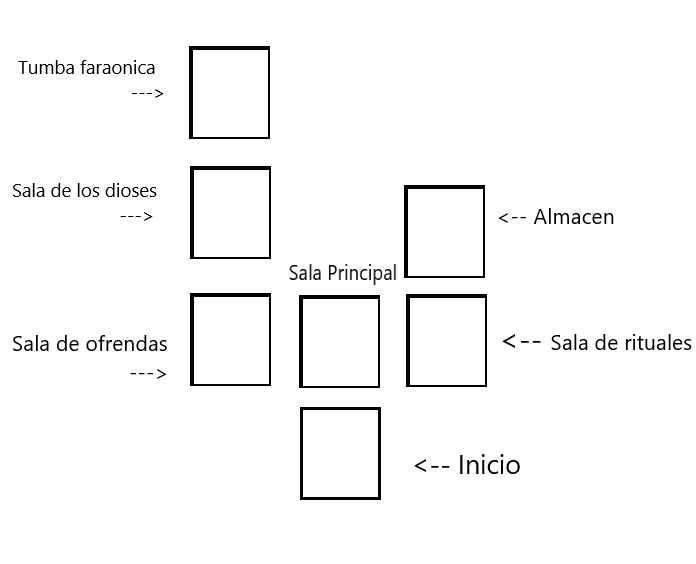 Tumba faraonica
--->
Sala de los dioses
--->
<-- Almacen
Sala Principal
Sala de ofrendas
--->
<-- Sala de rituales
<-- Inicio